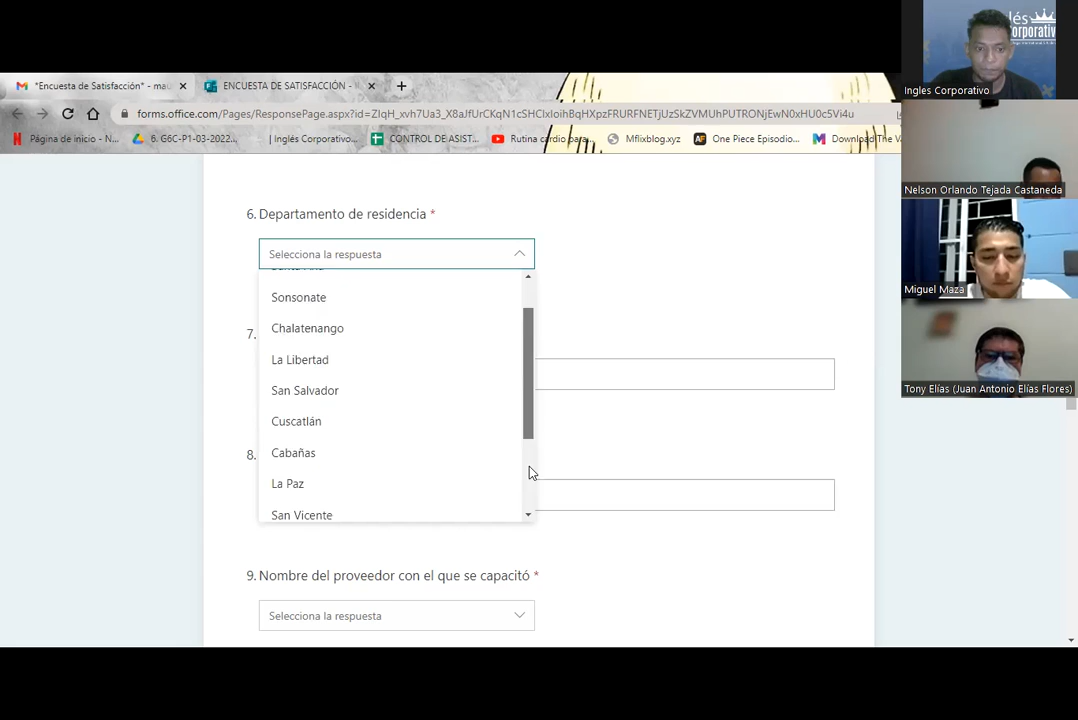 *Encuesta de Satisfacción* - mau
ENCUESTA DE SATISFACCIÓN -
forms.office.com/Pages/ResponsePage.aspx?id=ZIqH_xvh7Ua3_X8aJfUrCKqN1cSHCIxIoihBqHXpzFRURFNETjUzSkZVMUhPUTRONjEwN0xHU0c5Vi4u
Página de inicio - N...
6. G6C-P1-03-2022...
| Inglés Corporativo...
CONTROL DE ASIST...
Rutina cardio para...
Mflixblog.xyz
One Piece Episodio...
Download The Va
6. Departamento de residencia *
Selecciona la respuesta
Sonsonate
7.
Chalatenango
La Libertad
San Salvador
Cuscatlán
8.
Cabañas
La Paz
San Vicente
9. Nombre del proveedor con el que se capacitó *
Selecciona la respuesta
Ingles Corporativo
Nelson Orlando Tejada Castaneda
Miguel Maza
Tony Elías (Juan Antonio Elías Flores)